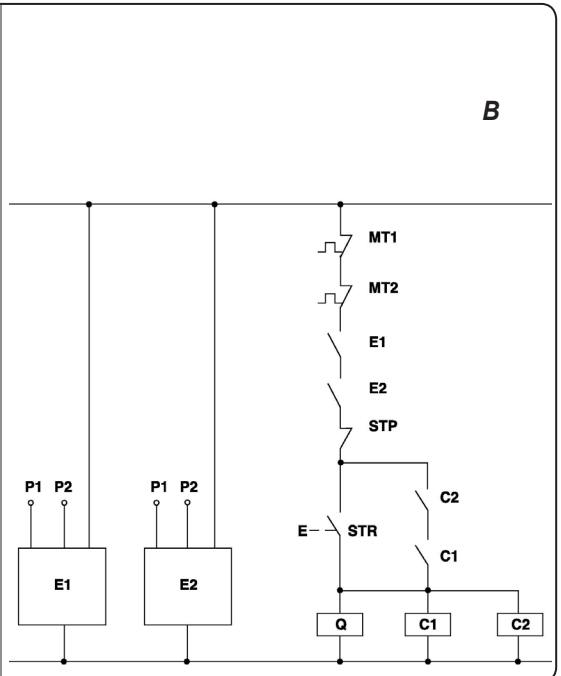 B
MT1
MT2
E1
E2
STP
P1 P2 P1 P2
C2
E STR
C1
E1 E2
Q C1 C2